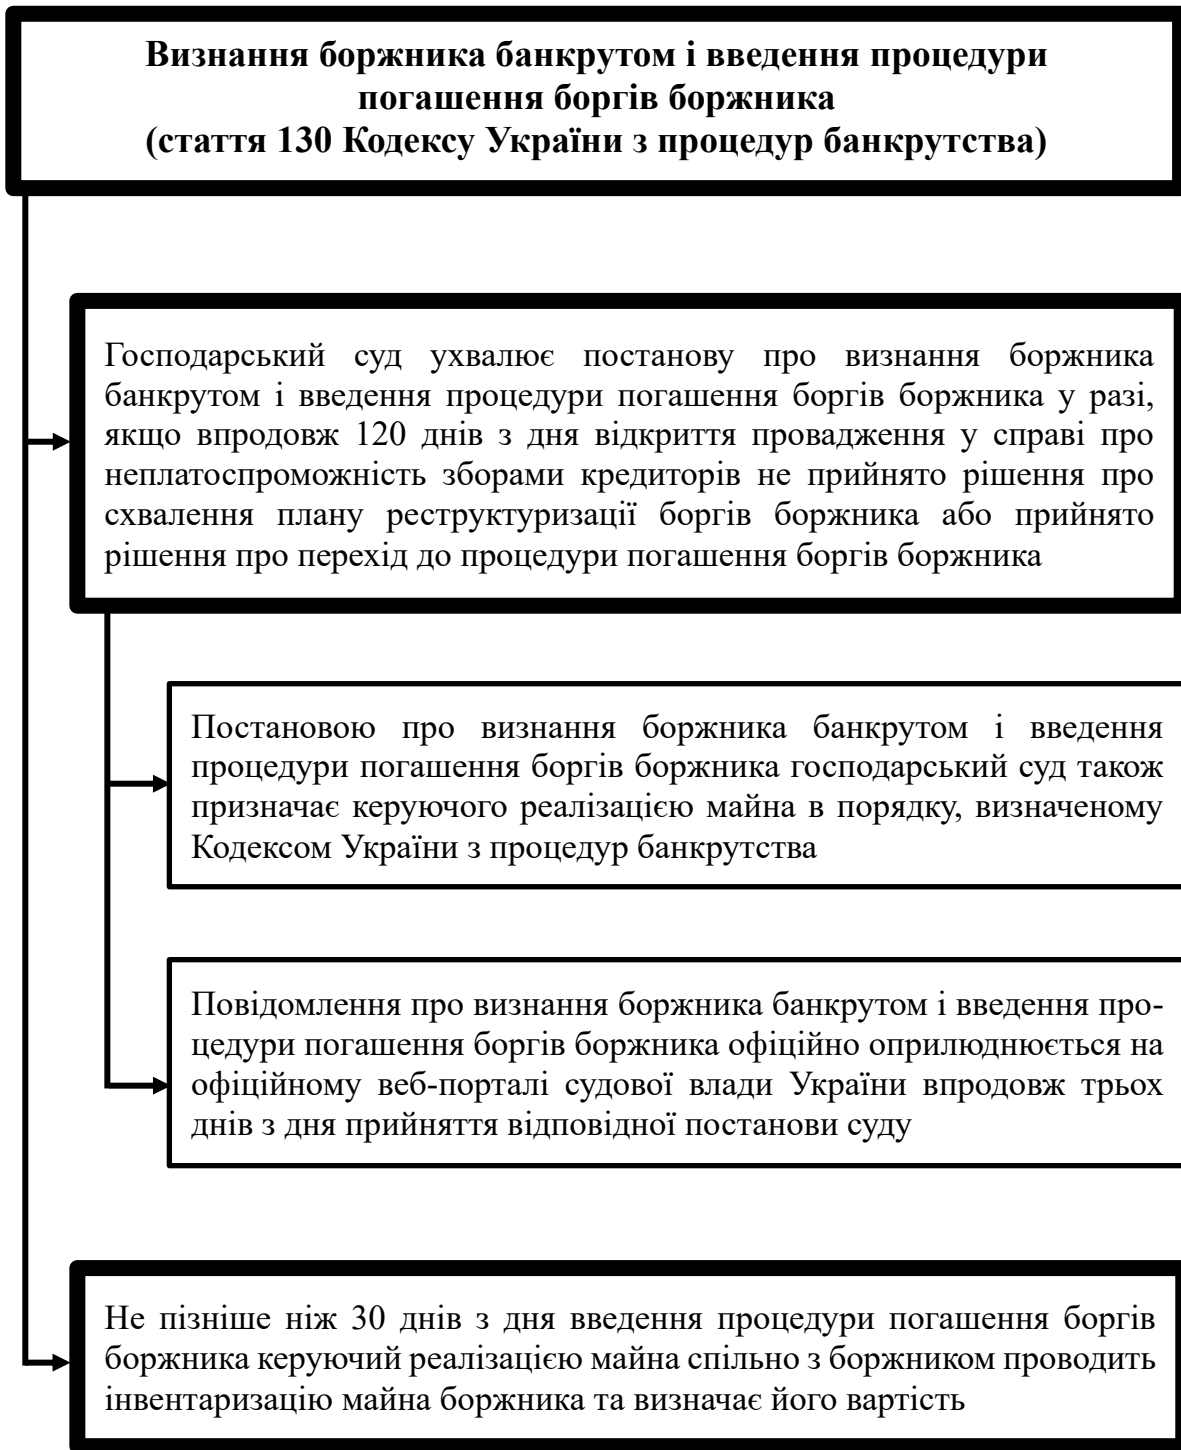 Визнання боржника банкрутом і введення процедури
погашення боргів боржника
(стаття 130 Кодексу України з процедур банкрутства)
Господарський суд ухвалює постанову про визнання боржника
банкрутом і введення процедури погашення боргів боржника у разі,
якщо впродовж 120 днів з дня відкриття провадження у справі про
неплатоспроможність зборами кредиторів не прийнято рішення про
схвалення плану реструктуризації боргів боржника або прийнято
рішення про перехід до процедури погашення боргів боржника
Постановою про визнання боржника банкрутом і введення
процедури погашення боргів боржника господарський суд також
призначає керуючого реалізацією майна в порядку, визначеному
Кодексом України з процедур банкрутства
Повідомлення про визнання боржника банкрутом і введення про-
цедури погашення боргів боржника офіційно оприлюднюється на
офіційному веб-порталі судової влади України впродовж трьох
днів з дня прийняття відповідної постанови суду
Не пізніше ніж 30 днів з дня введення процедури погашення боргів
боржника керуючий реалізацією майна спільно з боржником проводить
інвентаризацію майна боржника та визначає його вартість